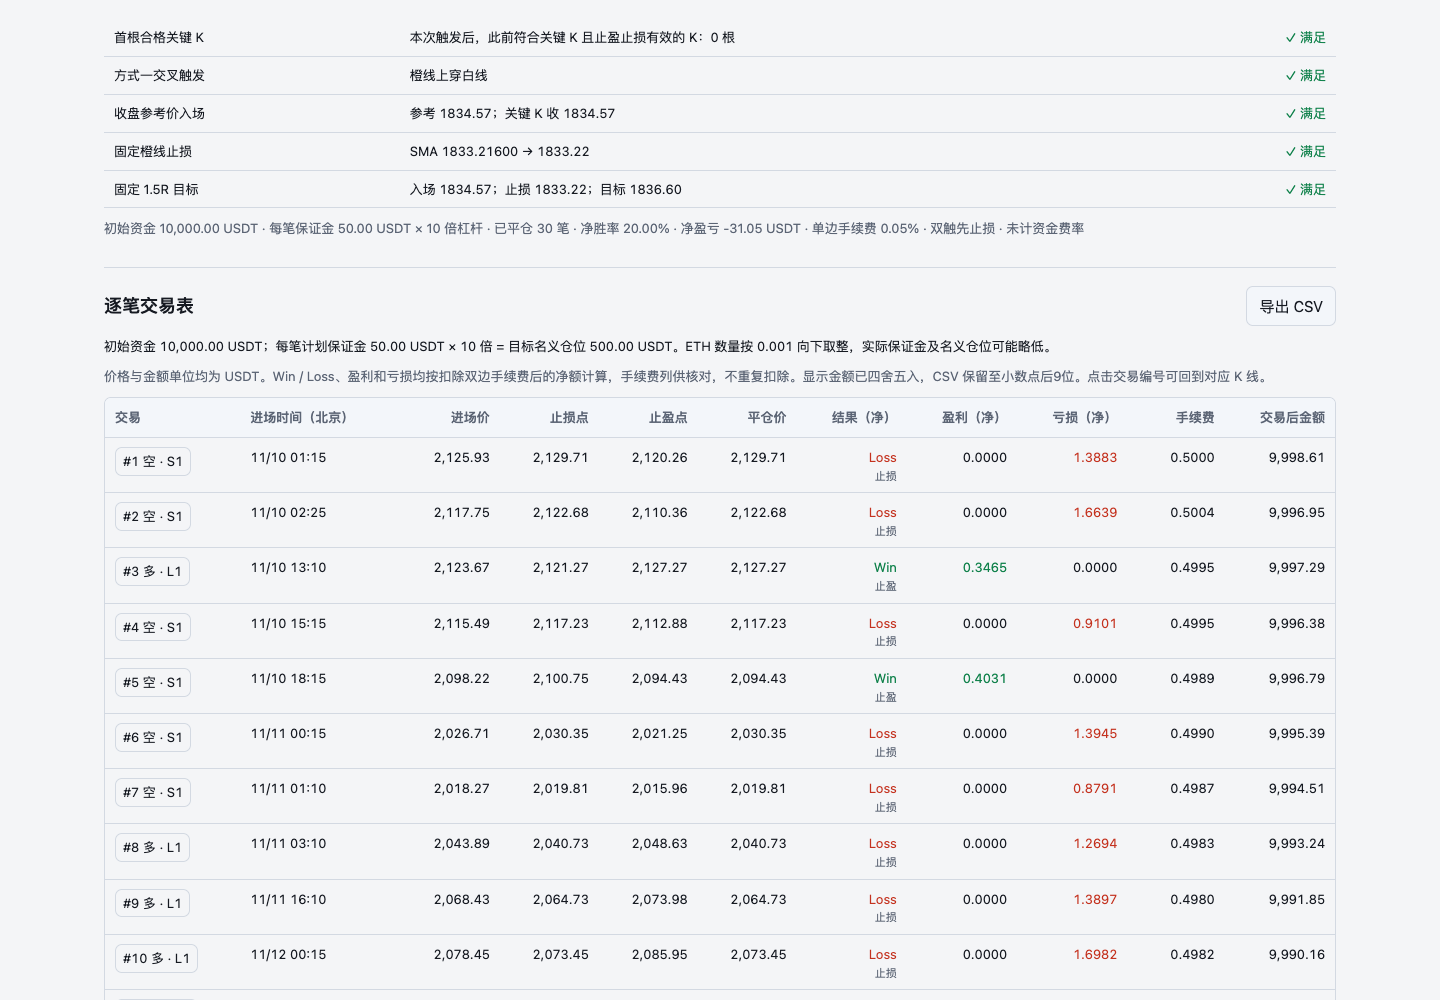 首根合格关键 K 本次触发后，此前符合关键 K 且止盈止损有效的 K：0 根 ✓ 满足
方式一交叉触发 橙线上穿白线 ✓ 满足
收盘参考价入场 参考 1834.57；关键 K 收 1834.57 ✓ 满足
固定橙线止损 SMA 1833.21600 → 1833.22 ✓ 满足
固定 1.5R 目标 入场 1834.57；止损 1833.22；目标 1836.60 ✓ 满足
初始资金 10,000.00 USDT · 每笔保证金 50.00 USDT × 10 倍杠杆 · 已平仓 30 笔 · 净胜率 20.00% · 净盈亏 -31.05 USDT · 单边手续费 0.05% · 双触先止损 · 未计资金费率
逐笔交易表
导出 CSV
初始资金 10,000.00 USDT；每笔计划保证金 50.00 USDT × 10 倍 = 目标名义仓位 500.00 USDT。ETH 数量按 0.001 向下取整，实际保证金及名义仓位可能略低。
价格与金额单位均为 USDT。Win / Loss、盈利和亏损均按扣除双边手续费后的净额计算，手续费列供核对，不重复扣除。显示金额已四舍五入，CSV 保留至小数点后9位。点击交易编号可回到对应 K 线。
交易 进场时间（北京） 进场价 止损点 止盈点 平仓价 结果（净） 盈利（净） 亏损（净） 手续费 交易后金额
#1 空 · S1 11/10 01:15 2,125.93 2,129.71 2,120.26 2,129.71 Loss 0.0000 1.3883 0.5000 9,998.61
止损
#2 空 · S1 11/10 02:25 2,117.75 2,122.68 2,110.36 2,122.68 Loss 0.0000 1.6639 0.5004 9,996.95
止损
#3 多 · L1 11/10 13:10 2,123.67 2,121.27 2,127.27 2,127.27 Win 0.3465 0.0000 0.4995 9,997.29
止盈
#4 空 · S1 11/10 15:15 2,115.49 2,117.23 2,112.88 2,117.23 Loss 0.0000 0.9101 0.4995 9,996.38
止损
#5 空 · S1 11/10 18:15 2,098.22 2,100.75 2,094.43 2,094.43 Win 0.4031 0.0000 0.4989 9,996.79
止盈
#6 空 · S1 11/11 00:15 2,026.71 2,030.35 2,021.25 2,030.35 Loss 0.0000 1.3945 0.4990 9,995.39
止损
#7 空 · S1 11/11 01:10 2,018.27 2,019.81 2,015.96 2,019.81 Loss 0.0000 0.8791 0.4987 9,994.51
止损
#8 多 · L1 11/11 03:10 2,043.89 2,040.73 2,048.63 2,040.73 Loss 0.0000 1.2694 0.4983 9,993.24
止损
#9 多 · L1 11/11 16:10 2,068.43 2,064.73 2,073.98 2,064.73 Loss 0.0000 1.3897 0.4980 9,991.85
止损
#10 多 · L1 11/12 00:15 2,078.45 2,073.45 2,085.95 2,073.45 Loss 0.0000 1.6982 0.4982 9,990.16
止损